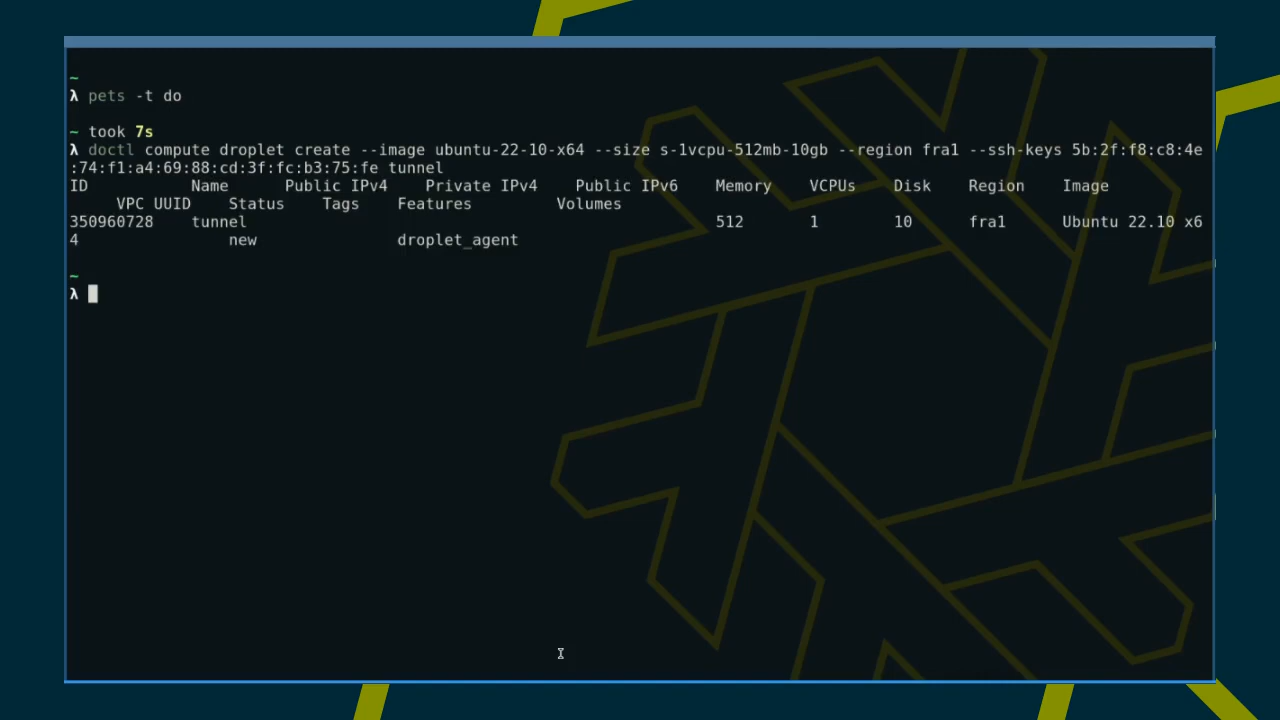 ~
λ pets -t do
~ took 7s
λ doctl compute droplet create --image ubuntu-22-10-x64 --size s-1vcpu-512mb-10gb --region fra1 --ssh-keys 5b:2f:f8:c8:4e
:74:f1:a4:69:88:cd:3f:fc:b3:75:fe tunnel
ID Name Public IPv4 Private IPv4 Public IPv6 Memory VCPUs Disk Region Image
VPC UUID Status Tags Features Volumes
350960728 tunnel 512 1 10 fra1 Ubuntu 22.10 x6
4 new droplet_agent
~
λ